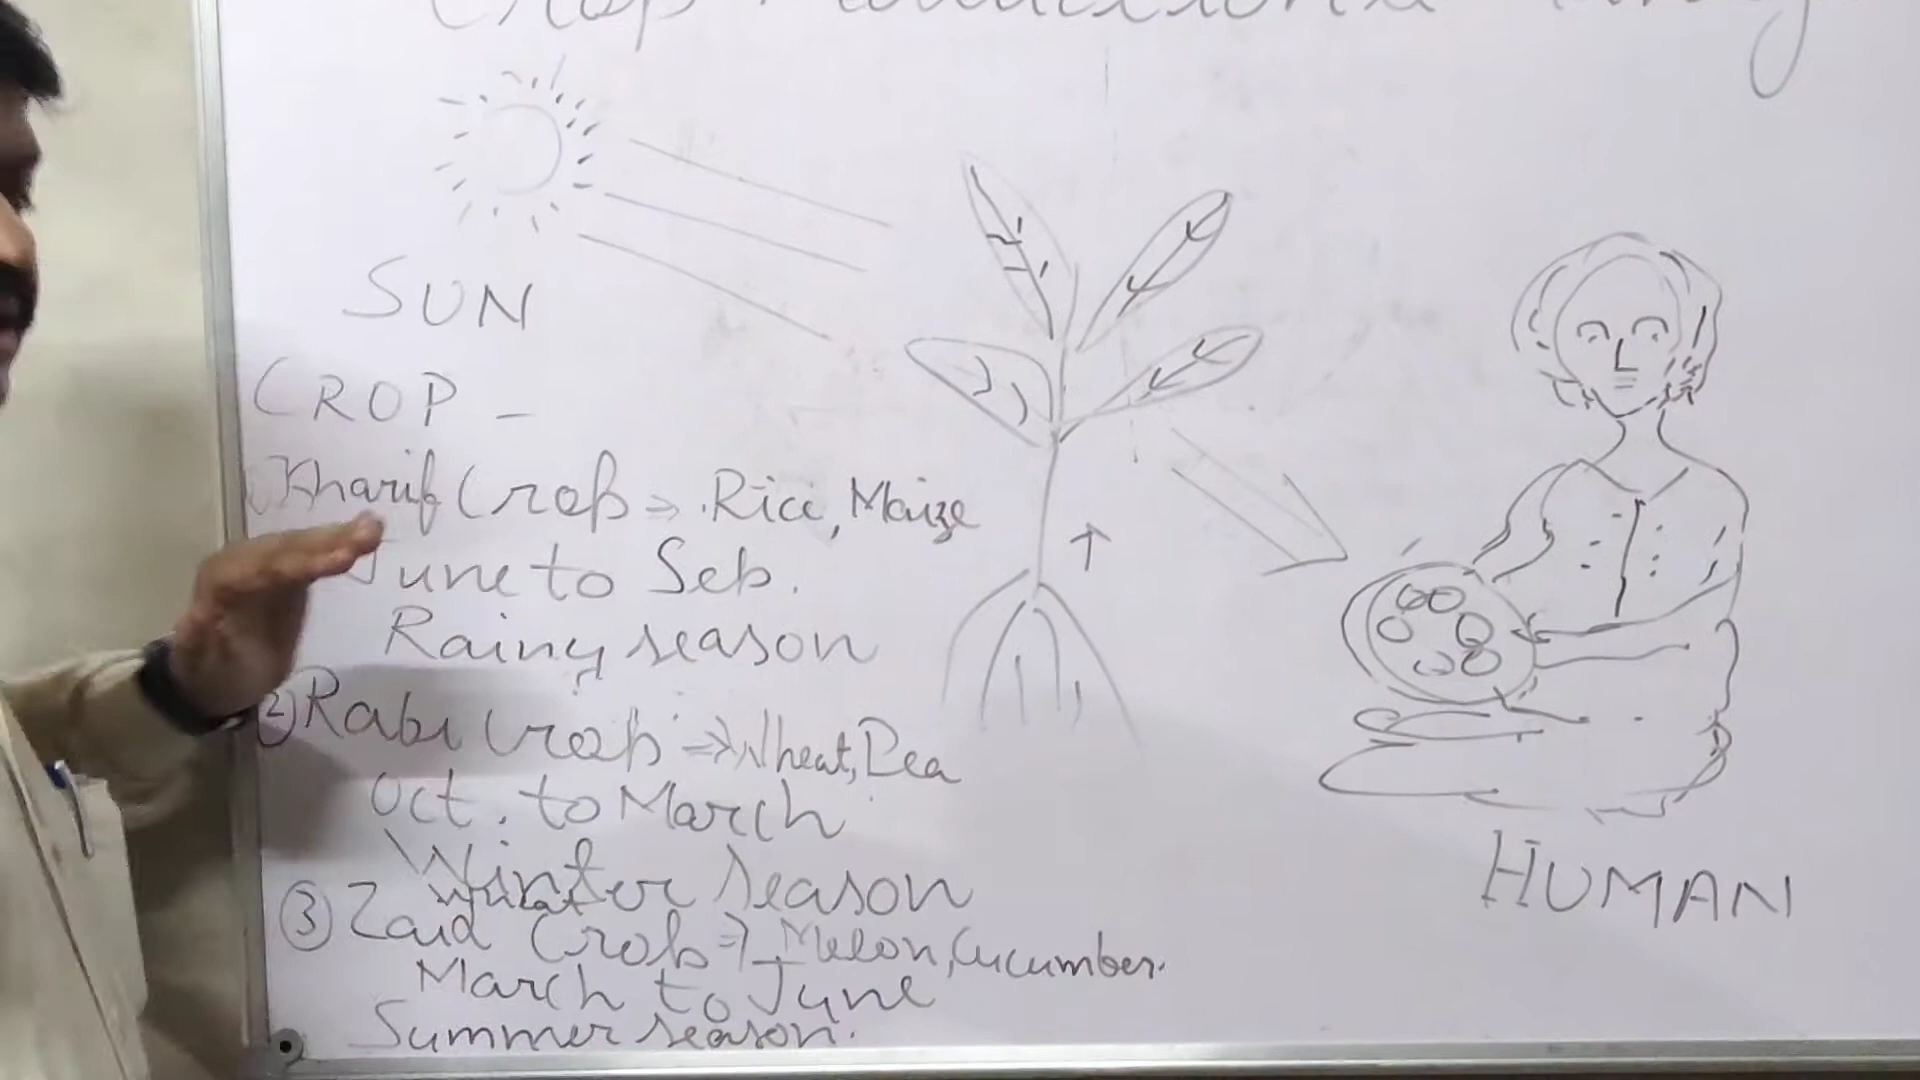 Crop
SUN
CROP -
Kharif Crop ⇒ Rice, Maize
June to Sep.
Rainy season
2) Rabi Crop ⇒ Wheat, Pea
Oct. to March
Winter season
③ Zaid Crop ⇒ Melon, Cucumber.
March to June
Summer season.
HUMAN